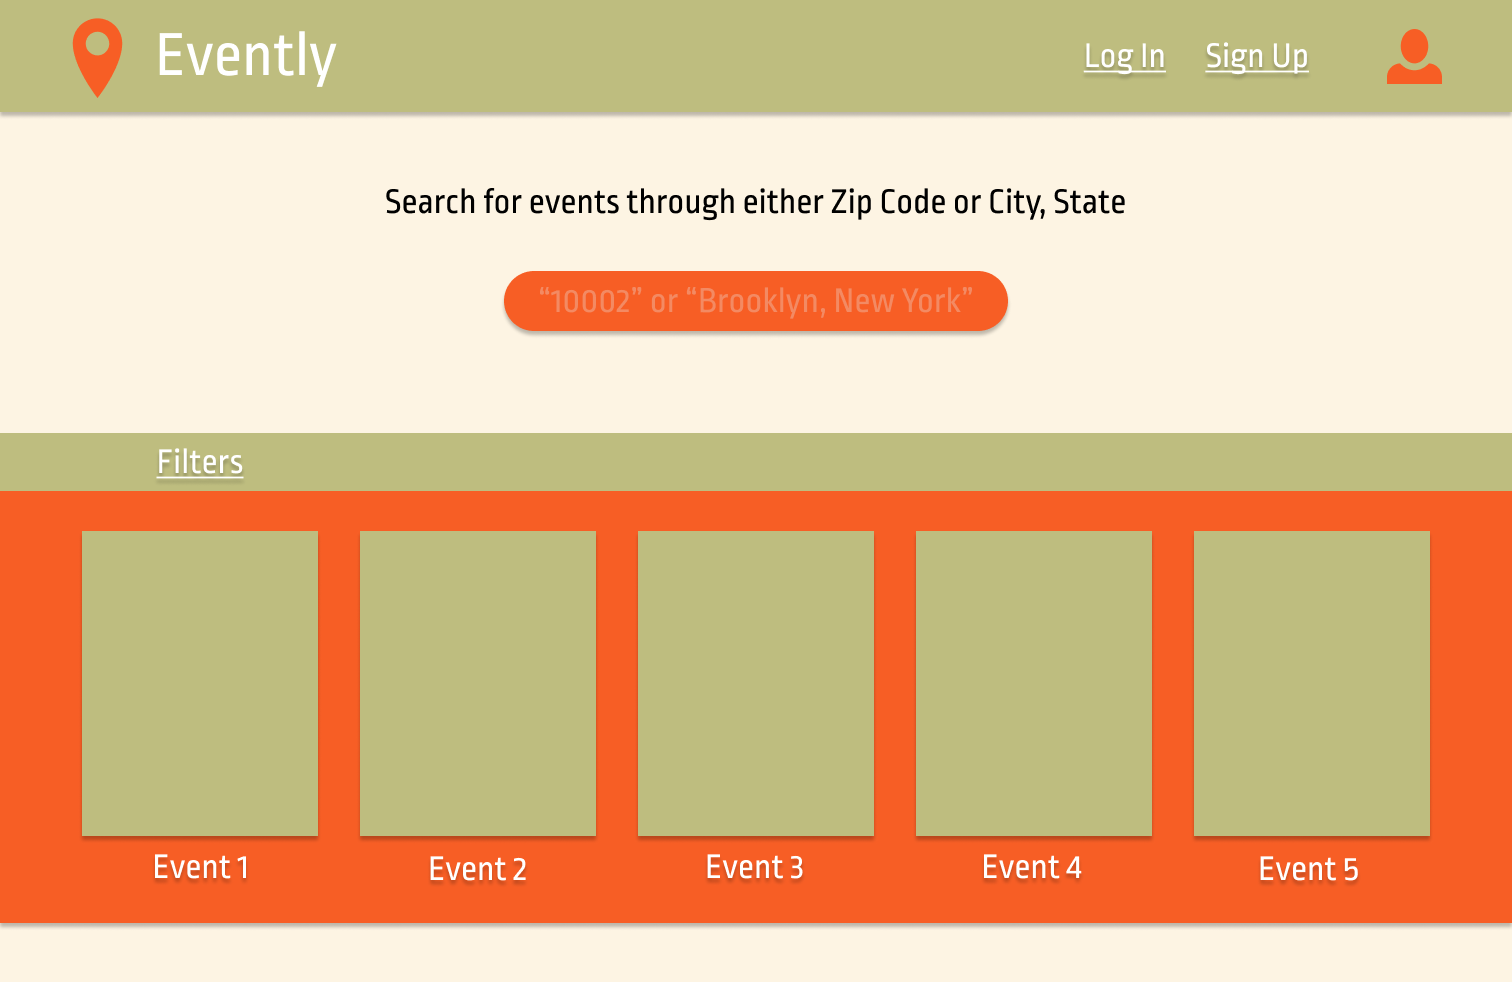 Evently
Log In Sign Up
Search for events through either Zip Code or City, State
“10002” or “Brooklyn, New York”
Filters
Event 1 Event 2 Event 3 Event 4 Event 5